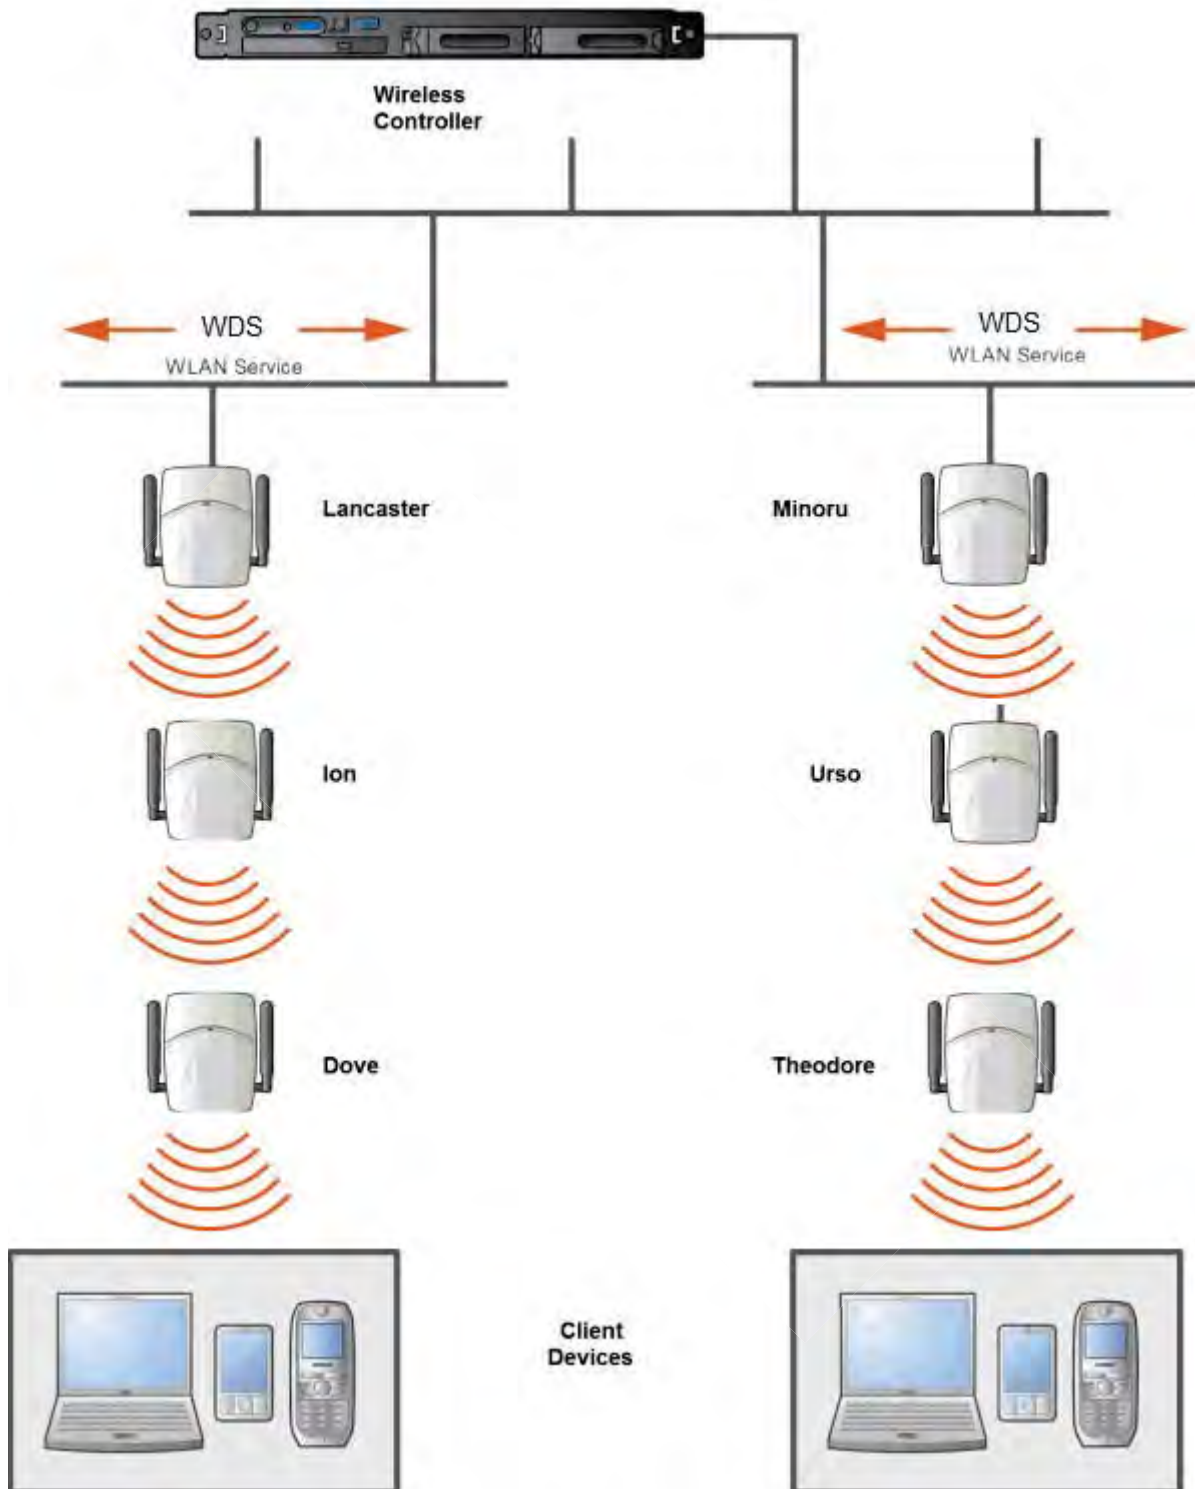 Wireless
Controller
WDS
WLAN Service
WDS
WLAN Service
Lancaster
Minoru
Ion
Urso
Dove
Theodore
Client
Devices